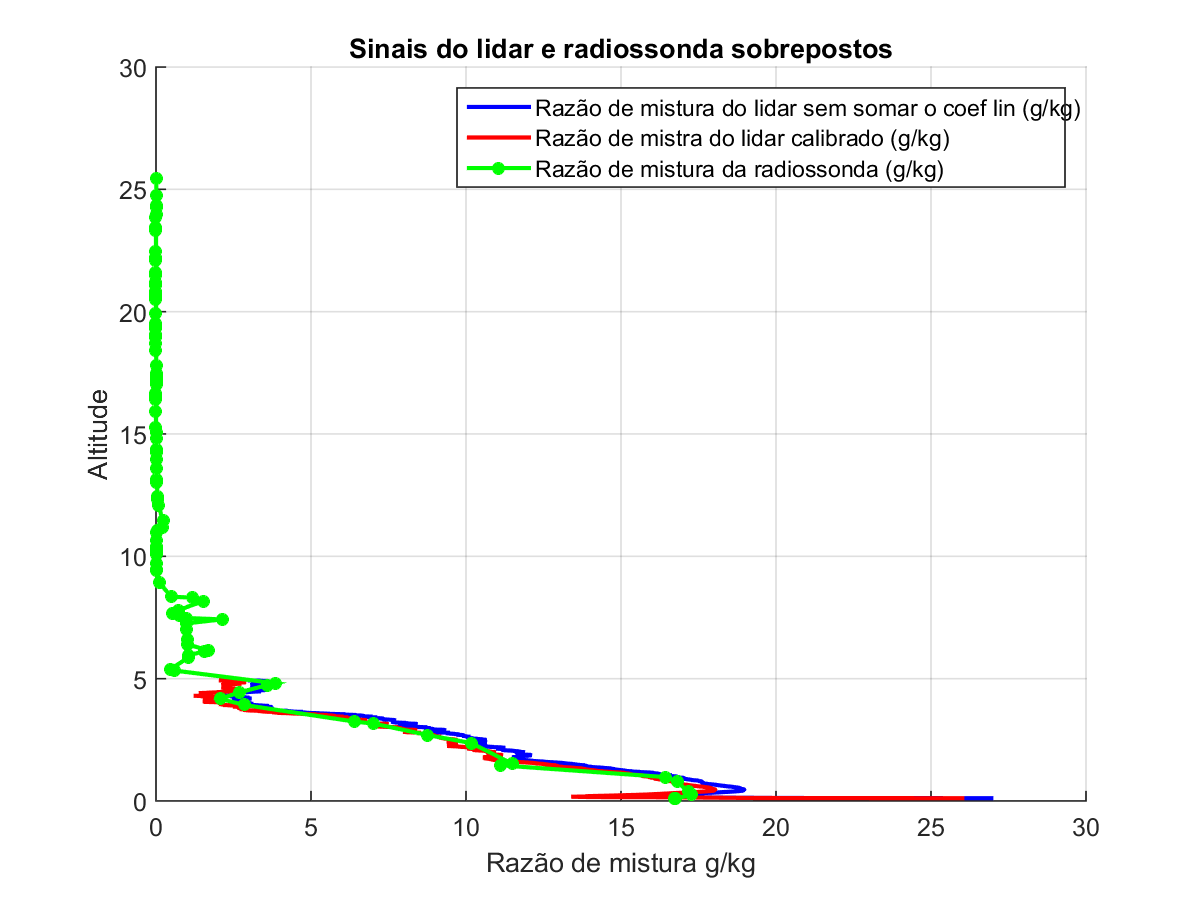 Sinais do lidar e radiossonda sobrepostos
30
Razão de mistura do lidar sem somar o coef lin (g/kg)
Razão de mistra do lidar calibrado (g/kg)
Razão de mistura da radiossonda (g/kg)
25
20
15
10
5
0
Altitude
0 5 10 15 20 25 30
Razão de mistura g/kg